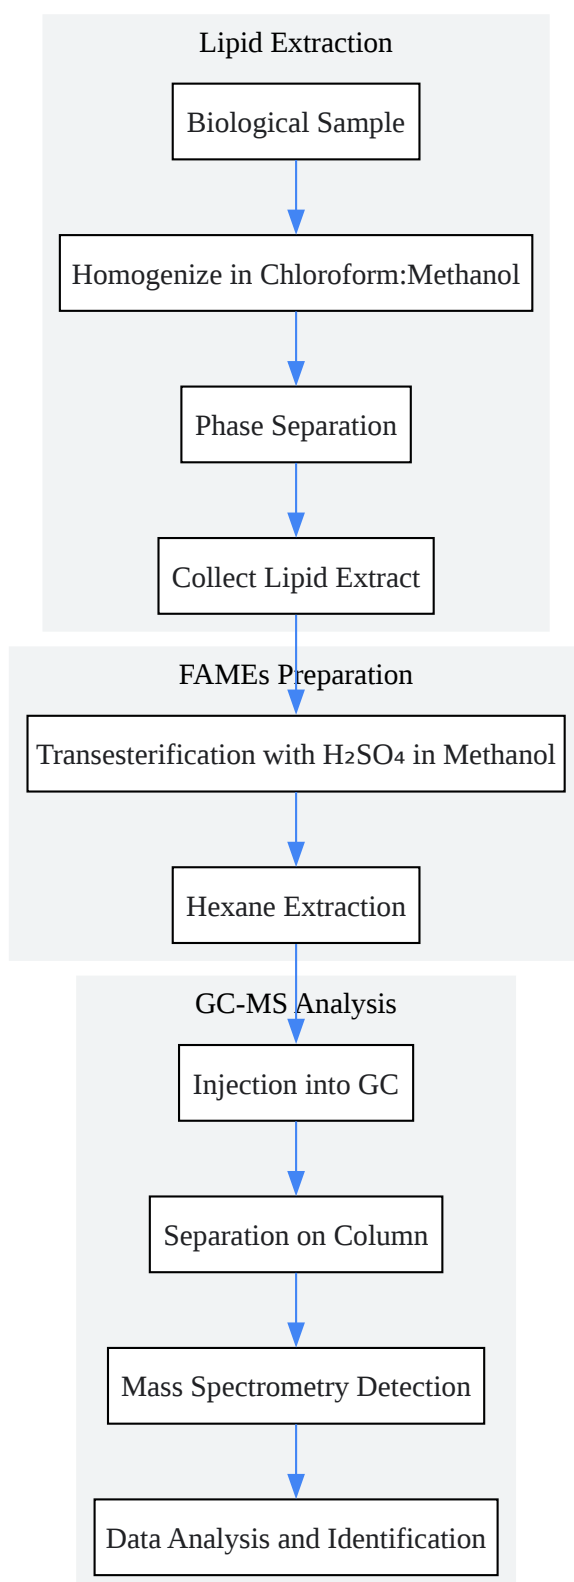 Lipid Extraction
Biological Sample
Homogenize in Chloroform:Methanol
Phase Separation
Collect Lipid Extract
FAMEs Preparation
Transesterification with H₂SO₄ in Methanol
Hexane Extraction
GC-MS Analysis
Injection into GC
Separation on Column
Mass Spectrometry Detection
Data Analysis and Identification